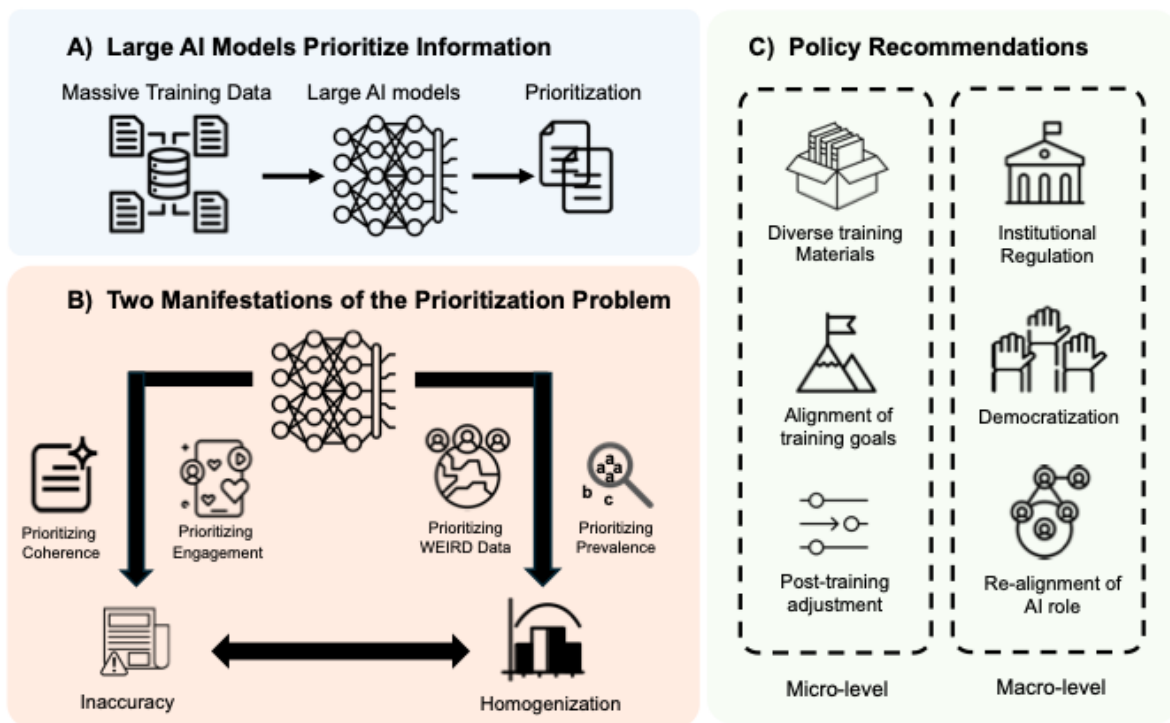 A) Large AI Models Prioritize Information
Massive Training Data
Large AI models
Prioritization
B) Two Manifestations of the Prioritization Problem
Prioritizing
Coherence
Prioritizing
Engagement
Prioritizing
WEIRD Data
a
a a
a
b
c
Prioritizing
Prevalence
Inaccuracy
Homogenization
C) Policy Recommendations
Diverse training
Materials
Alignment of
training goals
Post-training
adjustment
Micro-level
Institutional
Regulation
Democratization
Re-alignment of
AI role
Macro-level